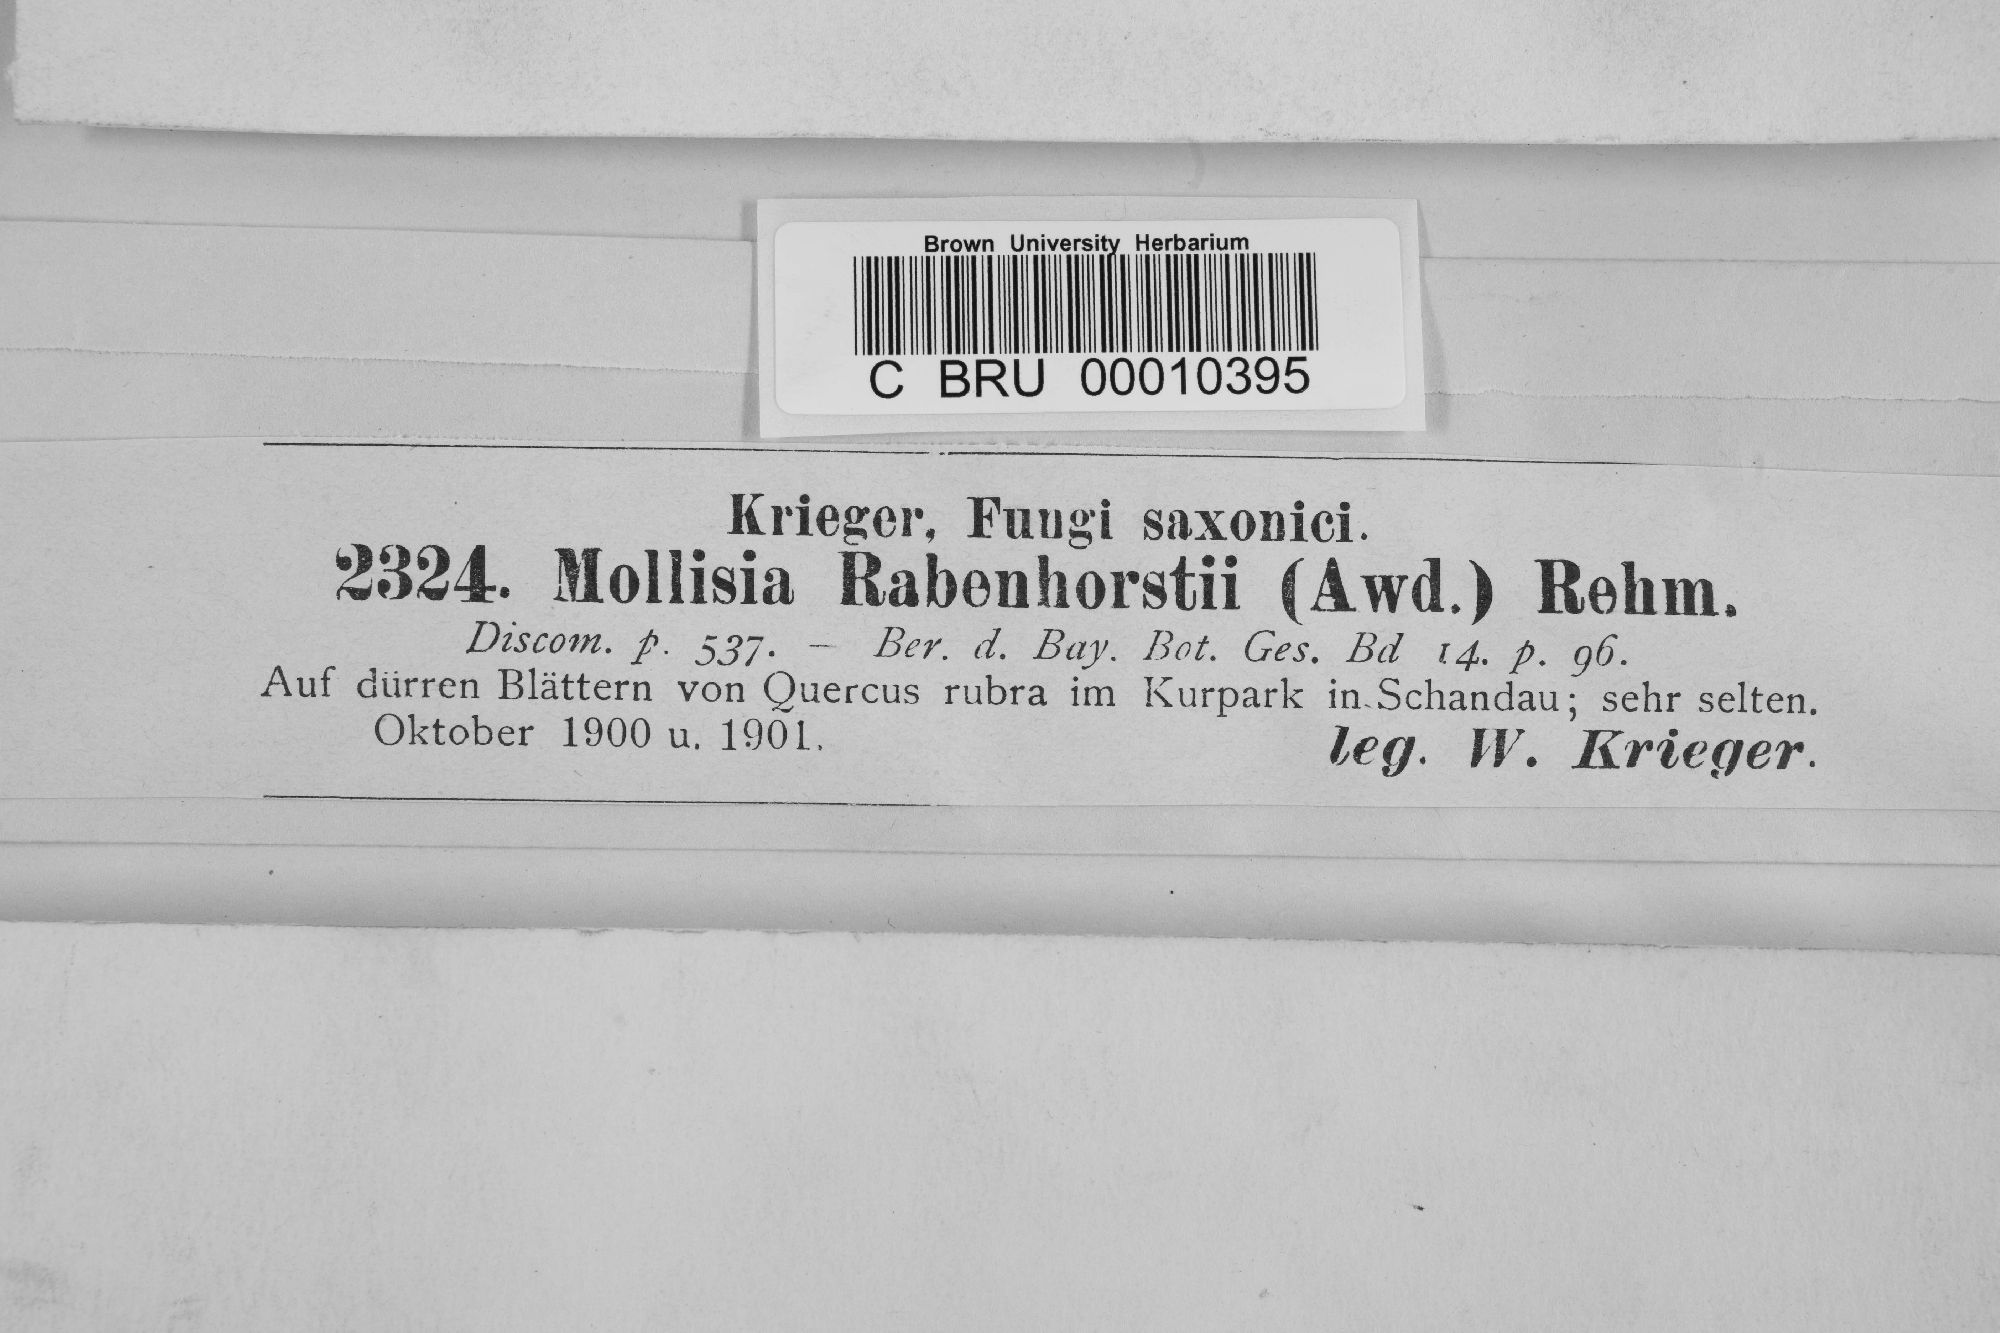 Brown University Herbarium
C BRU 00010395
Krieger, Fungi saxonici.
2324. Mollisia Rabenhorstii (Awd.) Rehm.
Discom. p. 537. — Ber. d. Bay. Bot. Ges. Bd 14. p. 96.
Auf dürren Blättern von Quercus rubra im Kurpark in Schandau; sehr selten.
Oktober 1900 u. 1901. leg. W. Krieger.